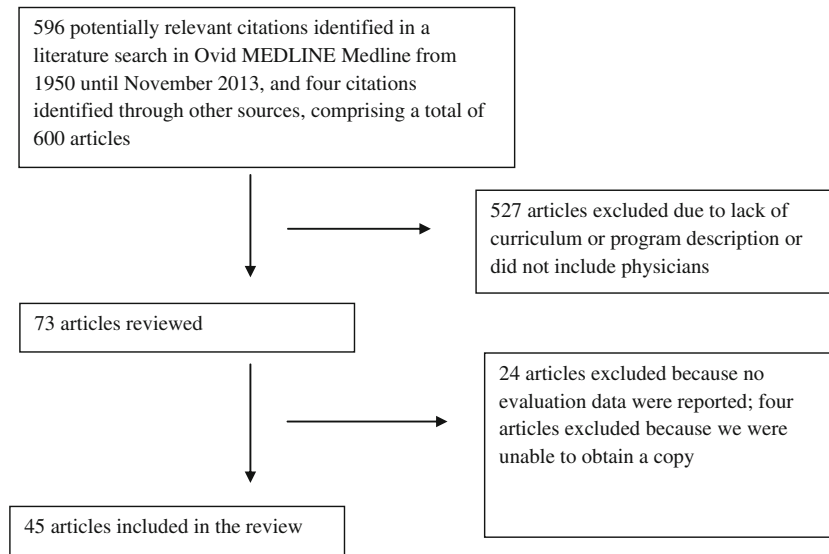 596 potentially relevant citations identified in a
literature search in Ovid MEDLINE Medline from
1950 until November 2013, and four citations
identified through other sources, comprising a total of
600 articles
527 articles excluded due to lack of
curriculum or program description or
did not include physicians
73 articles reviewed
24 articles excluded because no
evaluation data were reported; four
articles excluded because we were
unable to obtain a copy
45 articles included in the review